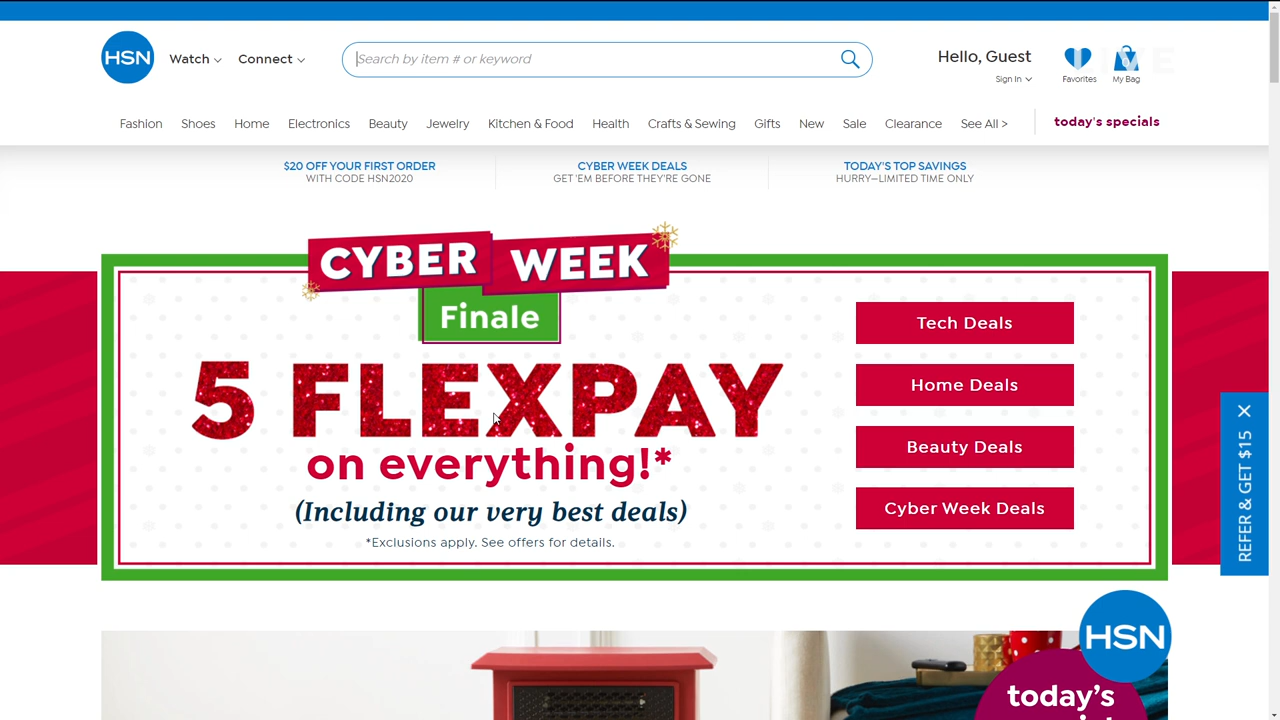 HSN
Watch
Connect
Search by item # or keyword
Hello, Guest
Sign In
Favorites
My Bag
Fashion
Shoes
Home
Electronics
Beauty
Jewelry
Kitchen & Food
Health
Crafts & Sewing
Gifts
New
Sale
Clearance
See All >
today's specials
$20 OFF YOUR FIRST ORDER
WITH CODE HSN2020
CYBER WEEK DEALS
GET 'EM BEFORE THEY'RE GONE
TODAY'S TOP SAVINGS
HURRY—LIMITED TIME ONLY
CYBER WEEK
Finale
5 FLEXPAY
on everything!*
(Including our very best deals)
*Exclusions apply. See offers for details.
Tech Deals
Home Deals
Beauty Deals
Cyber Week Deals
REFER & GET $15
HSN
today's